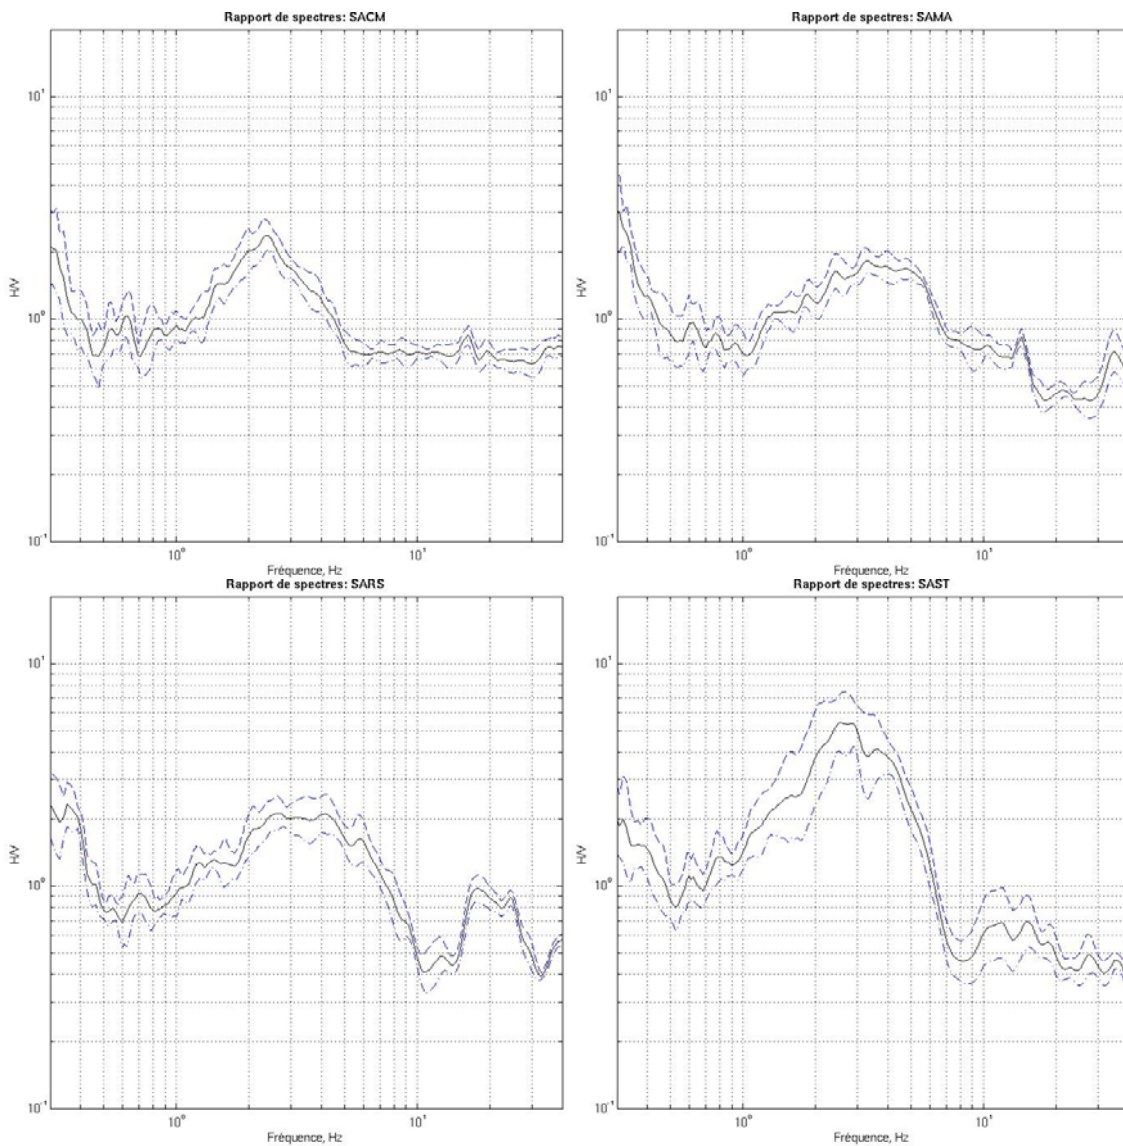 Rapport de spectres: SACM
10¹
10⁰
10⁻¹
H/V
10⁰
10¹
Fréquence, Hz
Rapport de spectres: SAMA
10¹
10⁰
10⁻¹
H/V
10⁰
10¹
Fréquence, Hz
Rapport de spectres: SARS
10¹
10⁰
10⁻¹
H/V
10⁰
10¹
Fréquence, Hz
Rapport de spectres: SAST
10¹
10⁰
10⁻¹
H/V
10⁰
10¹
Fréquence, Hz